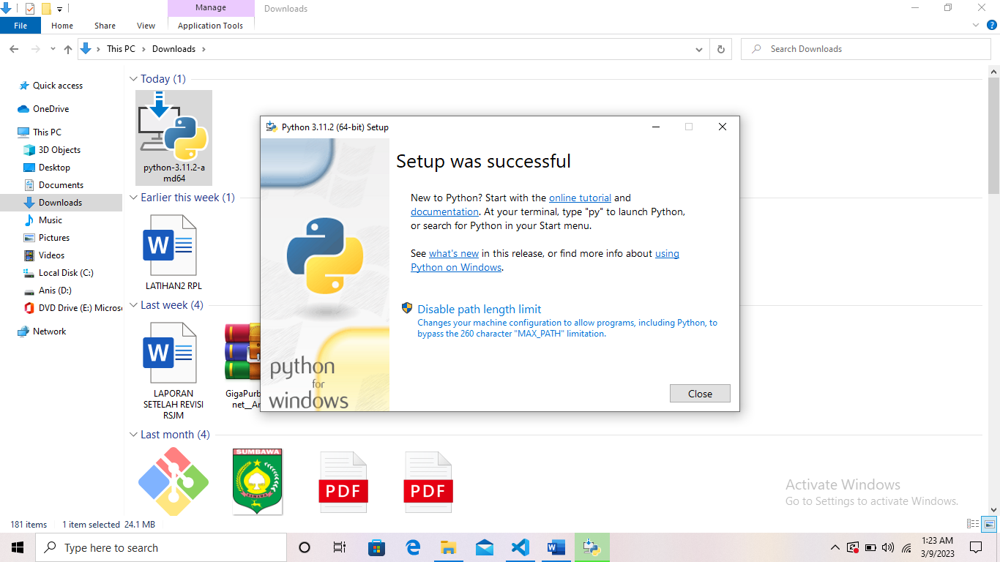 Manage
Downloads
File
Home
Share
View
Application Tools
This PC
Downloads
Search Downloads
Quick access
OneDrive
This PC
3D Objects
Desktop
Documents
Downloads
Music
Pictures
Videos
Local Disk (C:)
Anis (D:)
DVD Drive (E:) Micros
Network
Today (1)
python-3.11.2-a
md64
Earlier this week (1)
LATIHAN2 RPL
Last week (4)
LAPORAN
SETELAH REVISI
RSJM
GigaPurb
net__Ar
Last month (4)
SUMBAWA
PDF
PDF
Python 3.11.2 (64-bit) Setup
Setup was successful
New to Python? Start with the online tutorial and
documentation. At your terminal, type "py" to launch Python,
or search for Python in your Start menu.
See what's new in this release, or find more info about using
Python on Windows.
Disable path length limit
Changes your machine configuration to allow programs, including Python, to
bypass the 260 character "MAX_PATH" limitation.
python
for
windows
Close
Activate Windows
Go to Settings to activate Windows.
181 items
1 item selected 24.1 MB
Type here to search
1:23 AM
3/9/2023